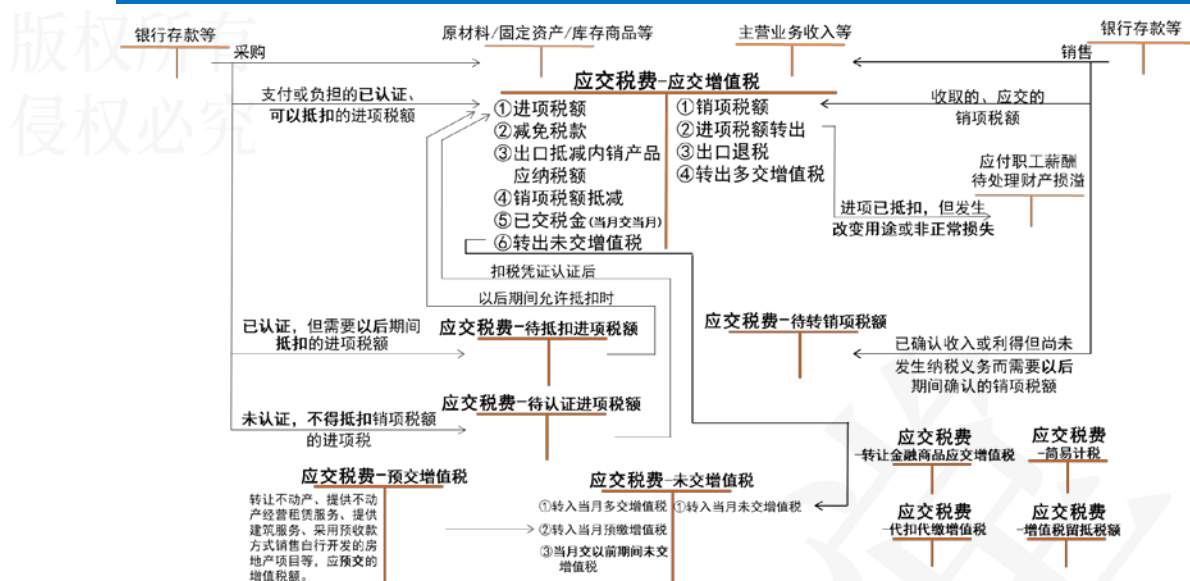 版权所有
侵权必究
银行存款等
原材料/固定资产/库存商品等
主营业务收入等
银行存款等
采购
销售
应交税费-应交增值税
支付或负担的已认证、
可以抵扣的进项税额
①进项税额
②减免税款
③出口抵减内销产品
应纳税额
④销项税额抵减
⑤已交税金(当月交当月)
⑥转出未交增值税
①销项税额
②进项税额转出
③出口退税
④转出多交增值税
收取的、应交的
销项税额
应付职工薪酬
待处理财产损溢
进项已抵扣，但发生
改变用途或非正常损失
扣税凭证认证后
以后期间允许抵扣时
已认证，但需要以后期间
抵扣的进项税额
应交税费-待抵扣进项税额
应交税费-待转销项税额
已确认收入或利得但尚未
发生纳税义务而需要以后
期间确认的销项税额
未认证，不得抵扣销项税额
的进项税
应交税费-待认证进项税额
应交税费
-转让金融商品应交增值税
应交税费
-简易计税
应交税费-预交增值税
转让不动产、提供不动
产经营租赁服务、提供
建筑服务、采用预收款
方式销售自行开发的房
地产项目等，应预交的
增值税额。
应交税费-未交增值税
①转入当月多交增值税
②转入当月预缴增值税
③当月交以前期间未交
增值税
①转入当月未交增值税
应交税费
-代扣代缴增值税
应交税费
-增值税留抵税额